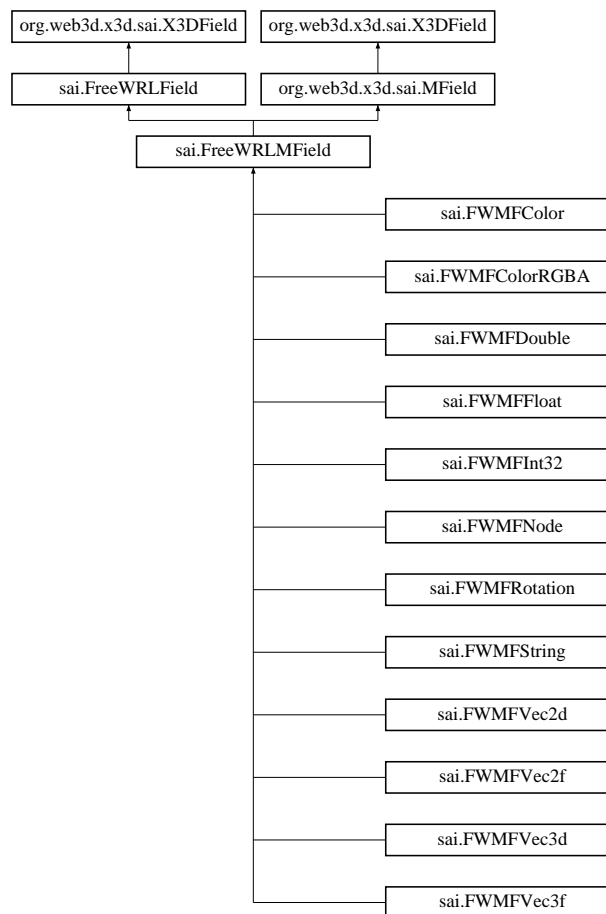 org.web3d.x3d.sai.X3DField
org.web3d.x3d.sai.X3DField
sai.FreeWRLField
org.web3d.x3d.sai.MField
sai.FreeWRLMField
sai.FWMFColor
sai.FWMFColorRGBA
sai.FWMFDouble
sai.FWMFFloat
sai.FWMFInt32
sai.FWMFNode
sai.FWMFRotation
sai.FWMFString
sai.FWMFVec2d
sai.FWMFVec2f
sai.FWMFVec3d
sai.FWMFVec3f